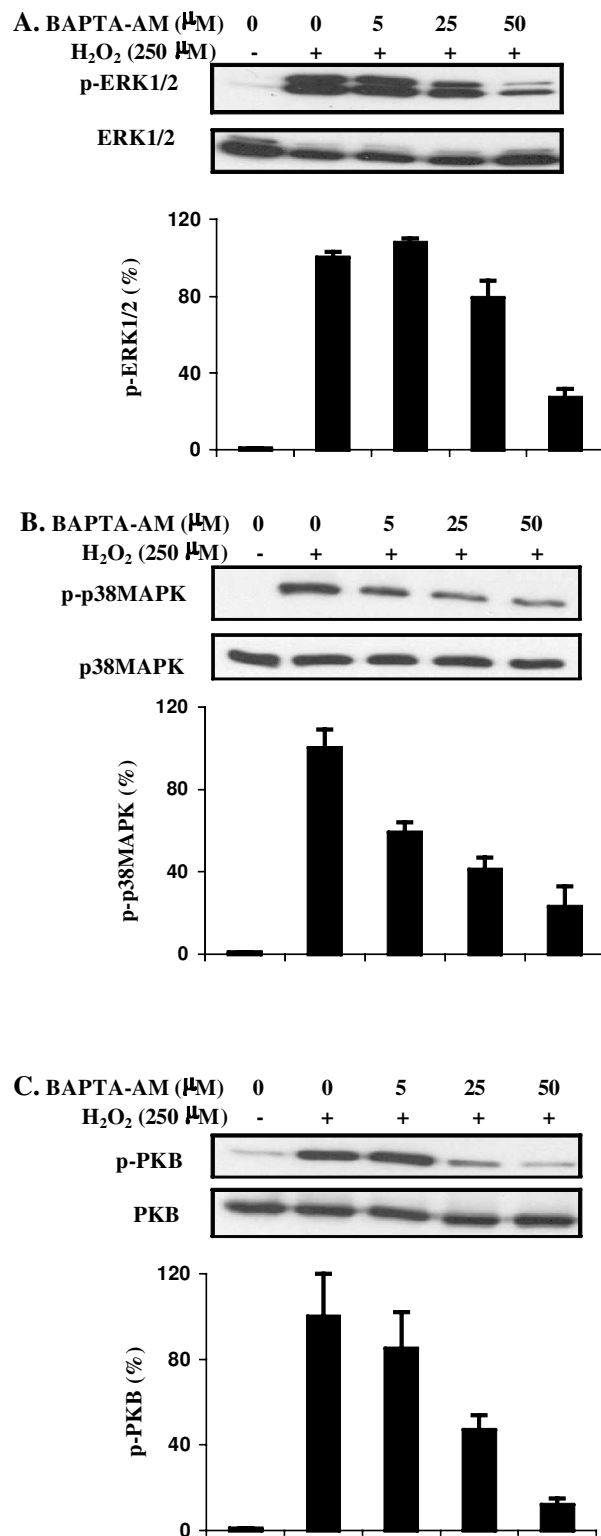 A. BAPTA-AM (μM) 0 0 5 25 50
H₂O₂ (250 μM) - + + + +
p-ERK1/2
ERK1/2
120
80
40
0
p-ERK1/2 (%)
B. BAPTA-AM (μM) 0 0 5 25 50
H₂O₂ (250 μM) - + + + +
p-p38MAPK
p38MAPK
120
80
40
0
p-p38MAPK (%)
C. BAPTA-AM (μM) 0 0 5 25 50
H₂O₂ (250 μM) - + + + +
p-PKB
PKB
120
80
40
0
p-PKB (%)